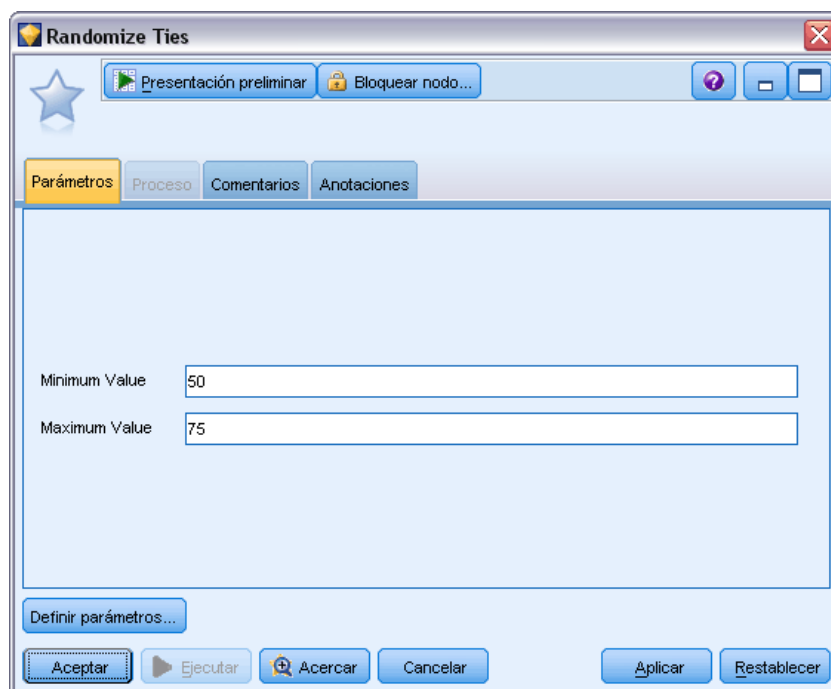 Randomize Ties
Presentación preliminar Bloquear nodo... ?
Parámetros Proceso Comentarios Anotaciones
Minimum Value 50
Maximum Value 75
Definir parámetros...
Aceptar Ejecutar Acercar Cancelar Aplicar Restablecer